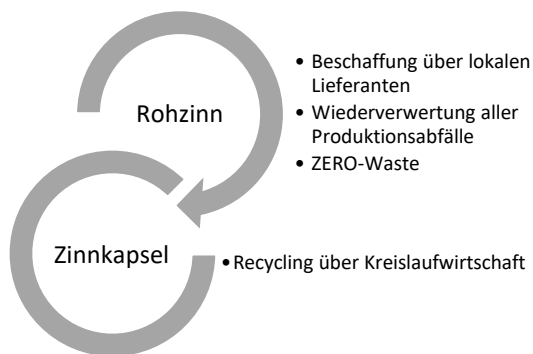 Rohzinn
• Beschaffung über lokalen
Lieferanten
• Wiederverwertung aller
Produktionsabfälle
• ZERO-Waste
Zinnkapsel
• Recycling über Kreislaufwirtschaft